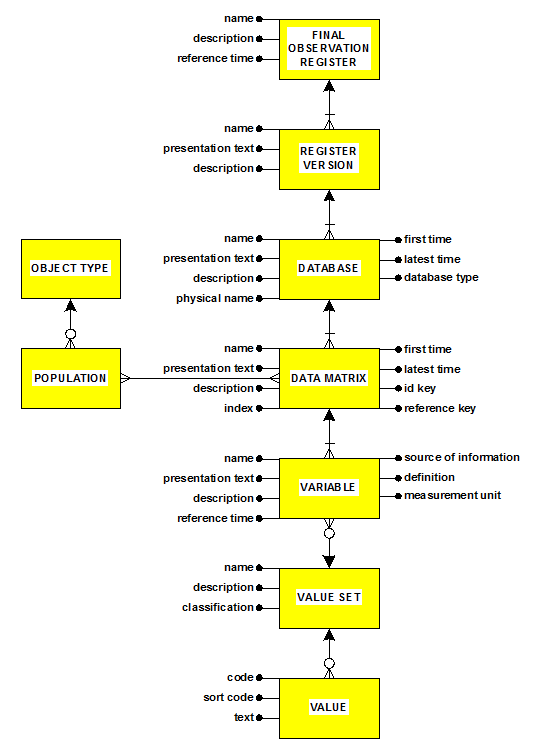 name
description
reference time
FINAL
OBSERVATION
REGISTER
name
presentation text
description
REGISTER
VERSION
OBJECT TYPE
name
presentation text
description
physical name
DATABASE
first time
latest time
database type
POPULATION
name
presentation text
description
index
DATA MATRIX
first time
latest time
id key
reference key
name
presentation text
description
reference time
VARIABLE
source of information
definition
measurement unit
name
description
classification
VALUE SET
code
sort code
text
VALUE